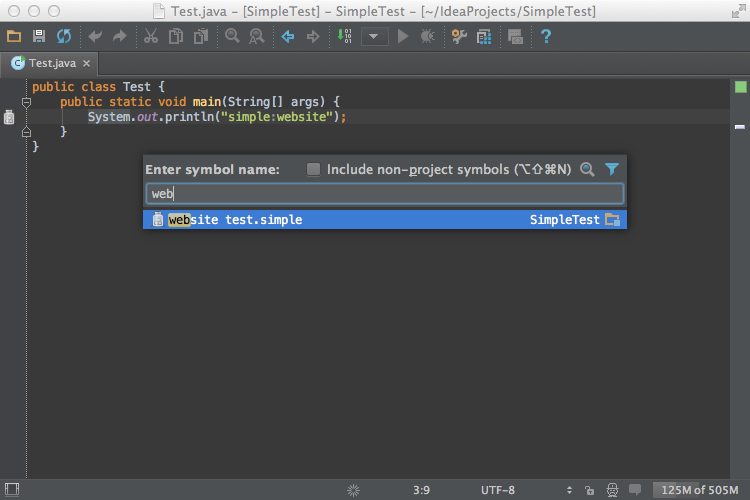 Test.java – [SimpleTest] – SimpleTest – [~/IdeaProjects/SimpleTest]
Test.java
public class Test {
public static void main(String[] args) {
System.out.println("simple:website");
}
}
Enter symbol name: Include non-project symbols (⌥⇧⌘N)
web
website test.simple SimpleTest
3:9 UTF-8 125M of 505M